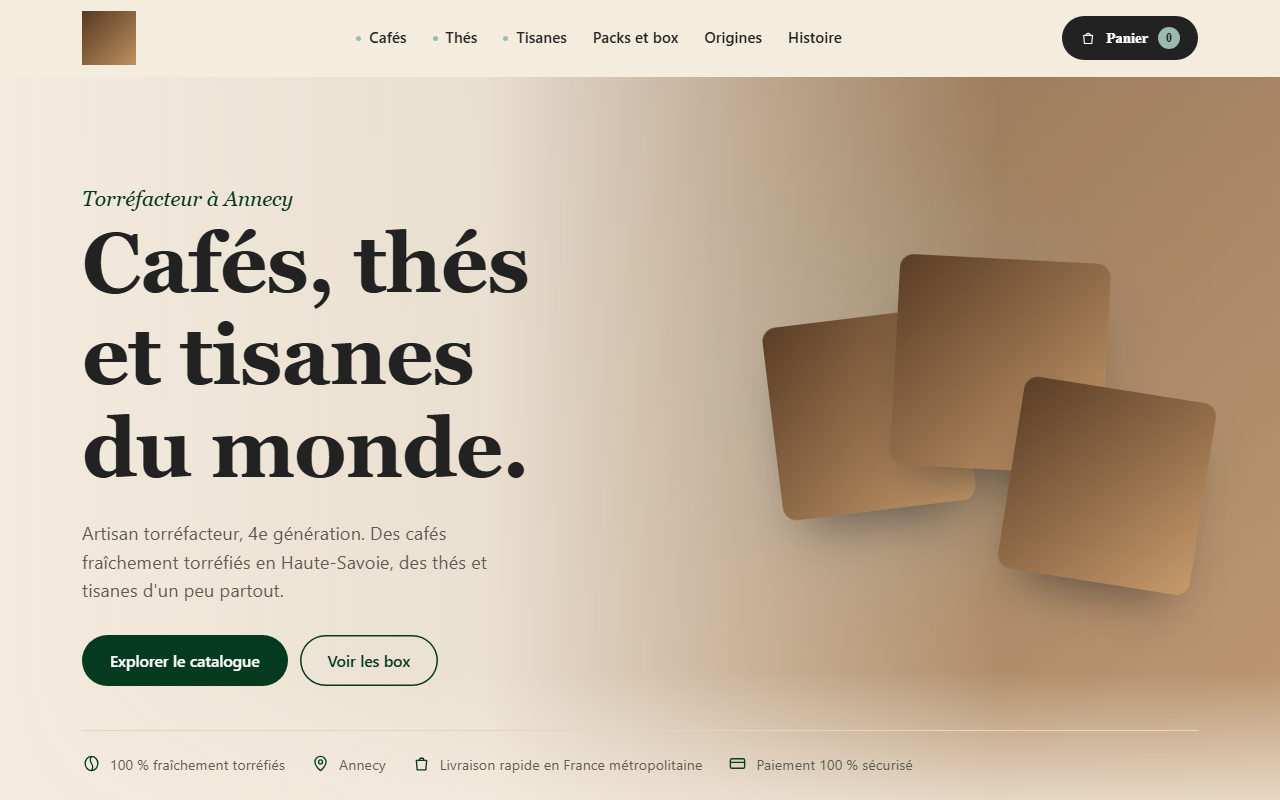 Cafés
Thés
Tisanes
Packs et box
Origines
Histoire
Panier 0
Torréfacteur à Annecy
Cafés, thés
et tisanes
du monde.
Artisan torréfacteur, 4e génération. Des cafés
fraîchement torréfiés en Haute-Savoie, des thés et
tisanes d'un peu partout.
Explorer le catalogue
Voir les box
100 % fraîchement torréfiés
Annecy
Livraison rapide en France métropolitaine
Paiement 100 % sécurisé